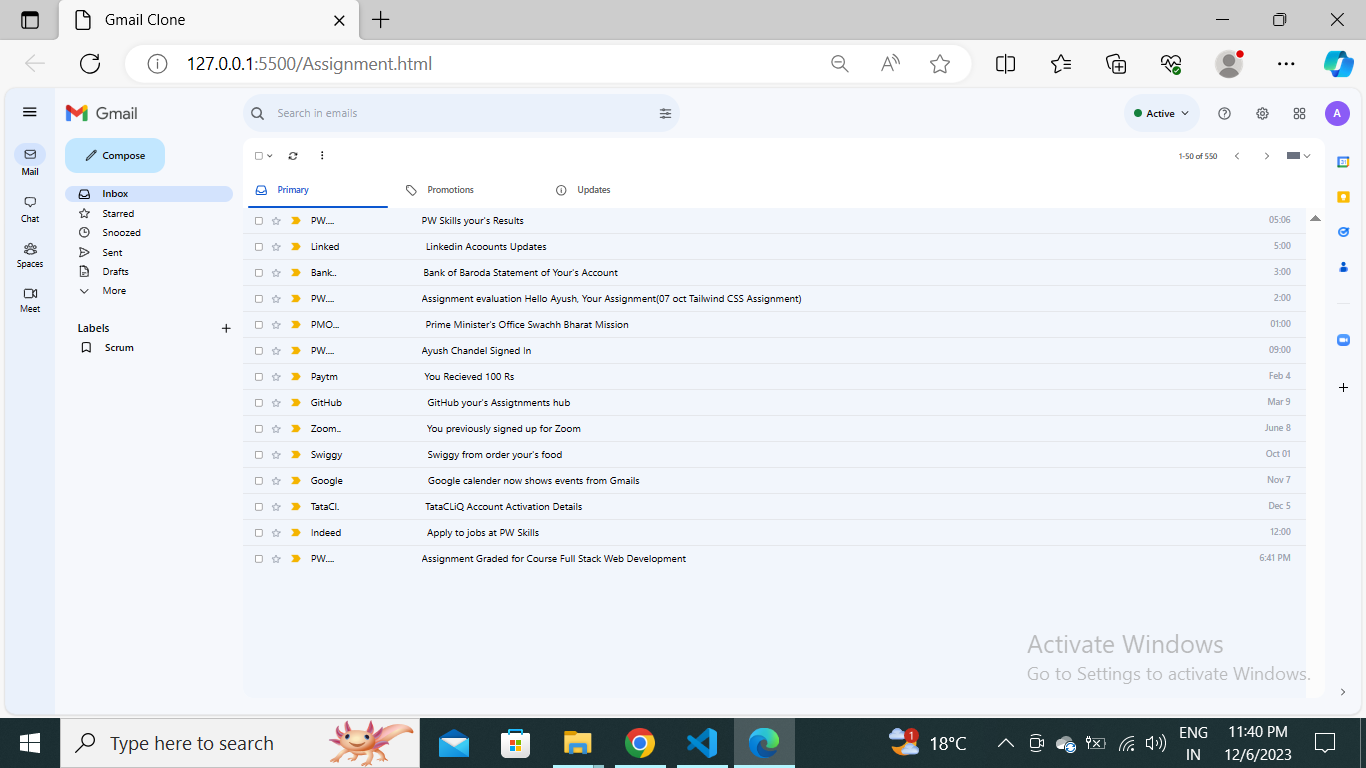 Gmail Clone
127.0.0.1:5500/Assignment.html
Gmail
Search in emails
Active
A
Mail
Chat
Spaces
Meet
Compose
Inbox
Starred
Snoozed
Sent
Drafts
More
Labels
Scrum
1-50 of 550
Primary Promotions Updates
PW.... PW Skills your's Results 05:06
Linked Linkedin Acoounts Updates 5:00
Bank.. Bank of Baroda Statement of Your's Account 3:00
PW.... Assignment evaluation Hello Ayush, Your Assignment(07 oct Tailwind CSS Assignment) 2:00
PMO... Prime Minister's Office Swachh Bharat Mission 01:00
PW.... Ayush Chandel Signed In 09:00
Paytm You Recieved 100 Rs Feb 4
GitHub GitHub your's Assigtnments hub Mar 9
Zoom.. You previously signed up for Zoom June 8
Swiggy Swiggy from order your's food Oct 01
Google Google calender now shows events from Gmails Nov 7
TataCl. TataCLiQ Account Activation Details Dec 5
Indeed Apply to jobs at PW Skills 12:00
PW.... Assignment Graded for Course Full Stack Web Development 6:41 PM
Activate Windows
Go to Settings to activate Windows.
Type here to search
1
18°C
ENG
IN
11:40 PM
12/6/2023